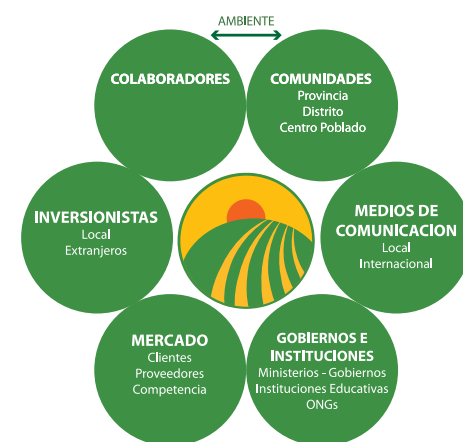 AMBIENTE
COLABORADORES
COMUNIDADES
Provincia
Distrito
Centro Poblado
INVERSIONISTAS
Local
Extranjeros
MEDIOS DE
COMUNICACION
Local
Internacional
MERCADO
Clientes
Proveedores
Competencia
GOBIERNOS E
INSTITUCIONES
Ministerios - Gobiernos
Instituciones Educativas
ONGs